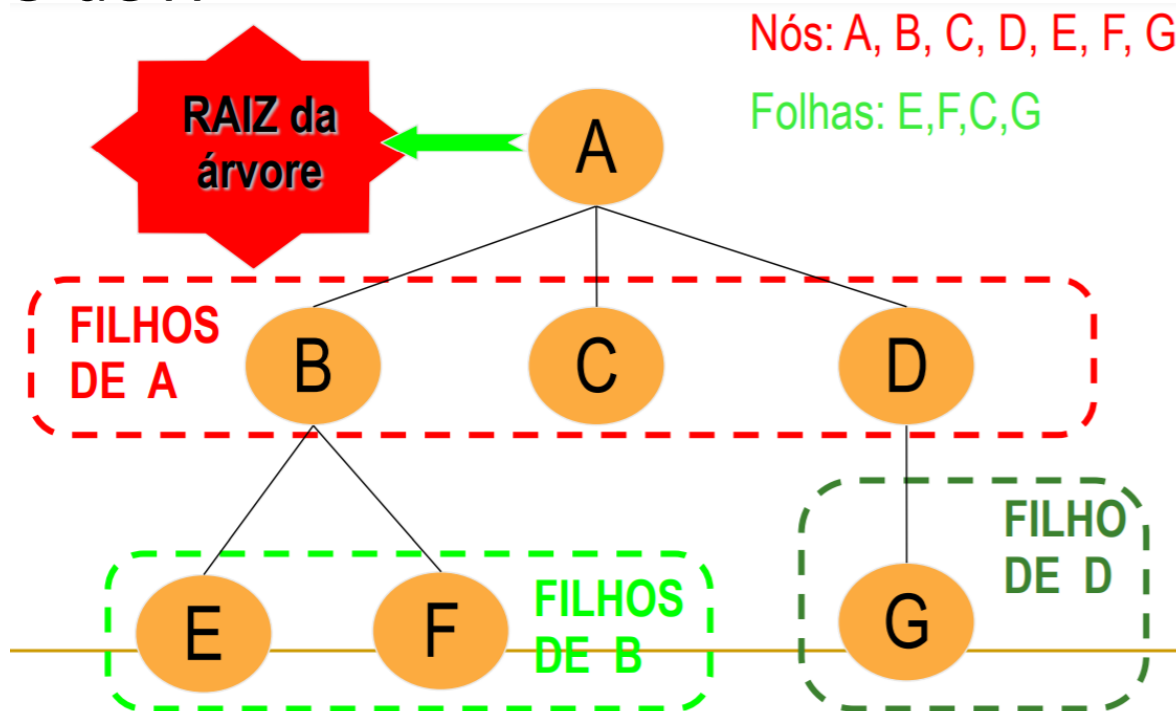 Nós: A, B, C, D, E, F, G
Folhas: E,F,C,G
RAIZ da
árvore
A
FILHOS
DE A
B
C
D
E
F
FILHOS
DE B
G
FILHO
DE D